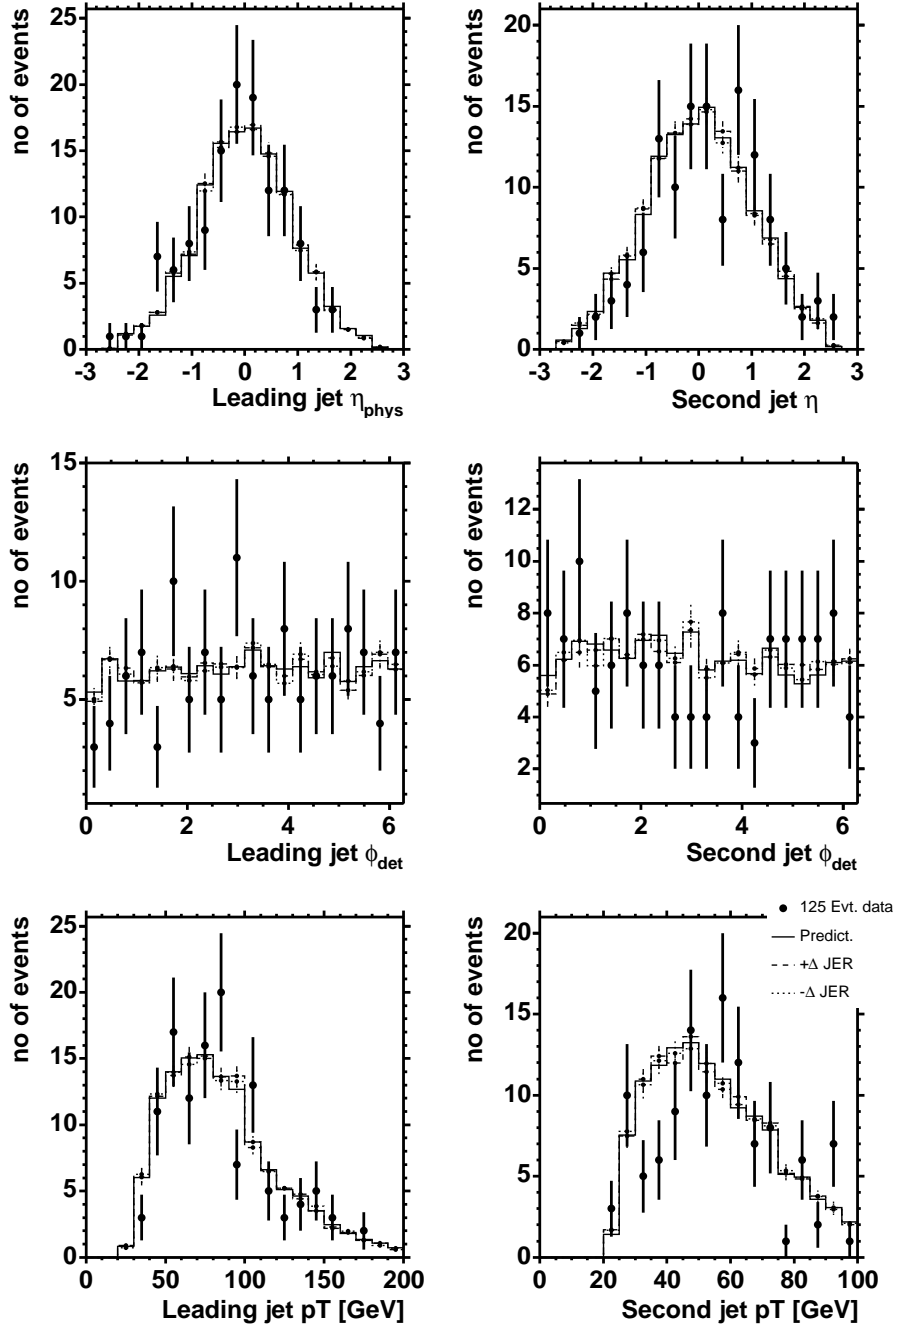 no of events
25
20
15
10
5
0
-3 -2 -1 0 1 2 3
Leading jet η_phys
no of events
20
15
10
5
0
-3 -2 -1 0 1 2 3
Second jet η
no of events
15
10
5
0 2 4 6
Leading jet ϕ_det
no of events
12
10
8
6
4
2
0 2 4 6
Second jet ϕ_det
no of events
25
20
15
10
5
0
0 50 100 150 200
Leading jet pT [GeV]
no of events
20
15
10
5
0
125 Evt. data
Predict.
+Δ JER
-Δ JER
0 20 40 60 80 100
Second jet pT [GeV]